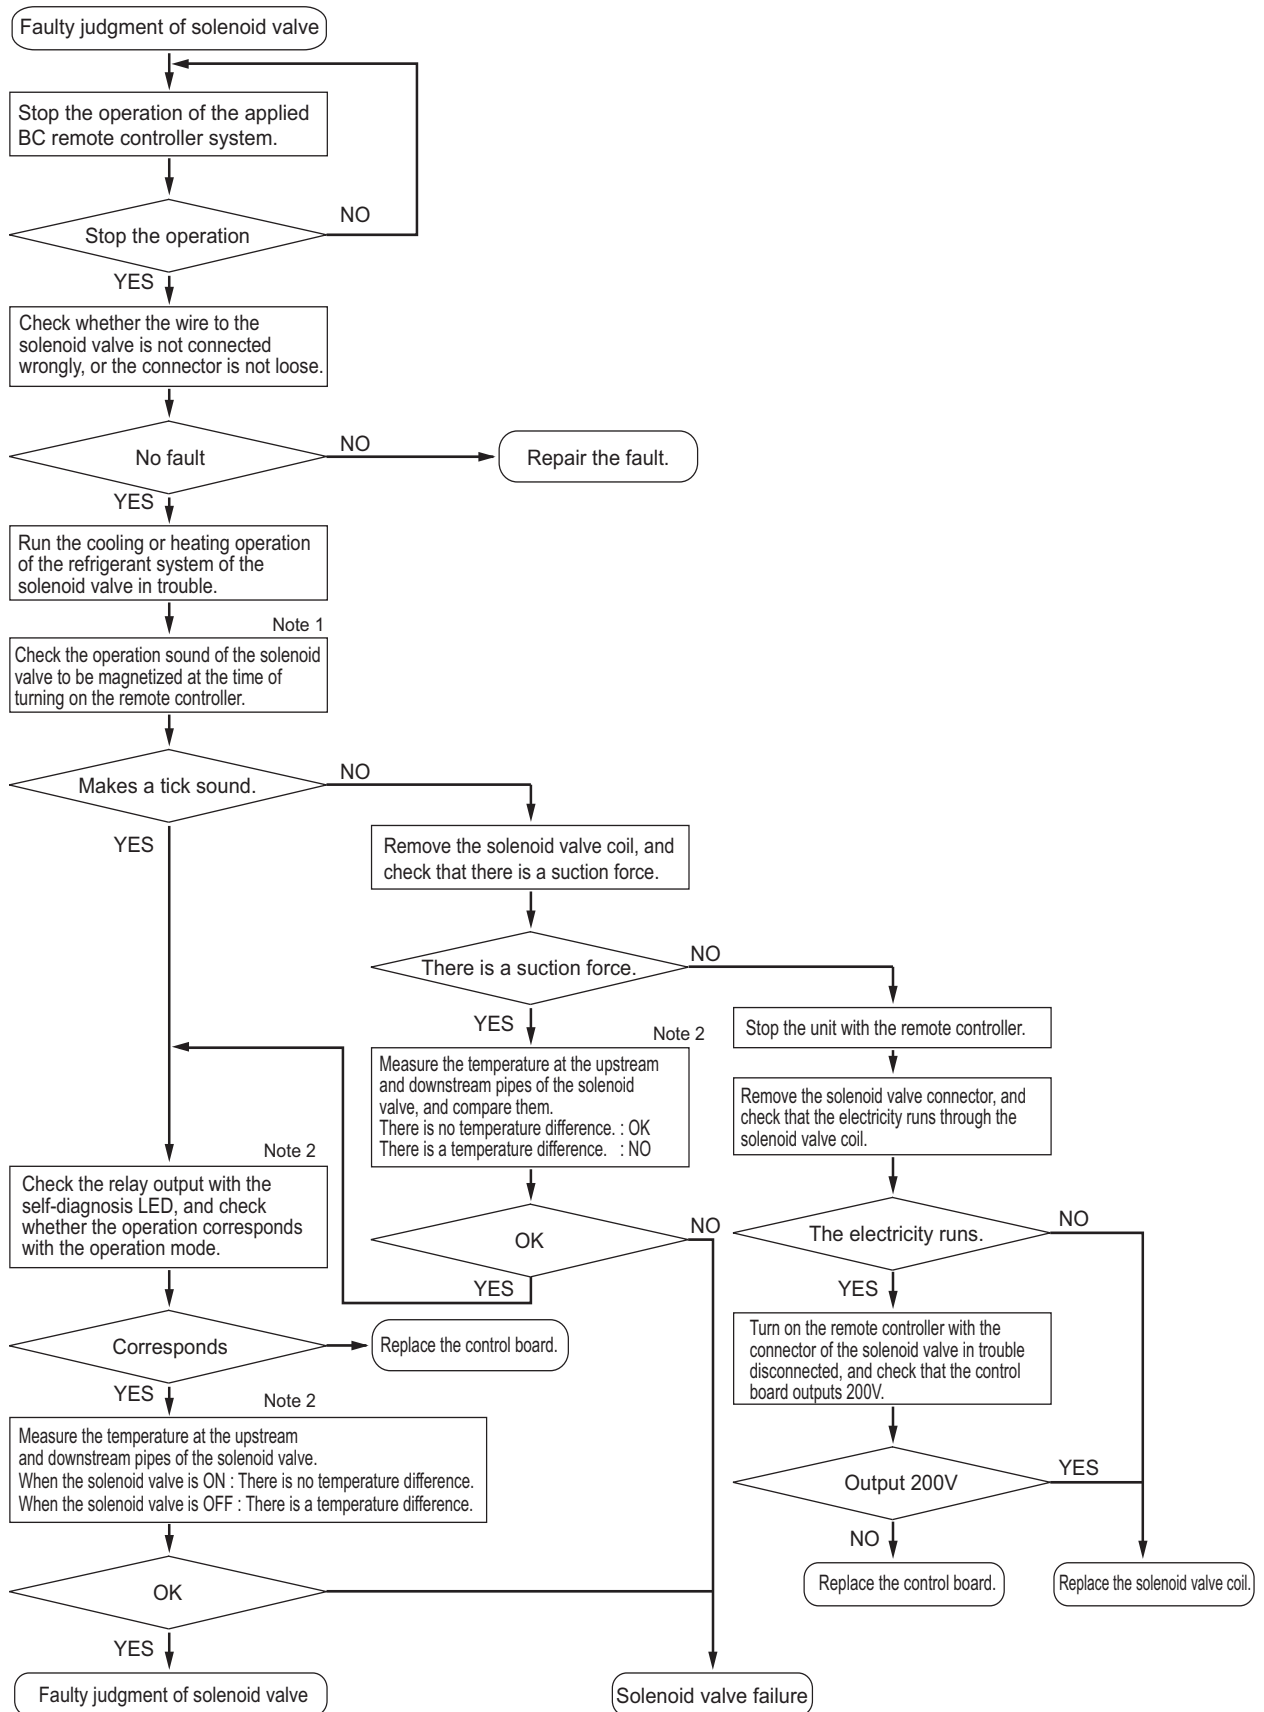 Faulty judgment of solenoid valve
Stop the operation of the applied
BC remote controller system.
Stop the operation
NO
YES
Check whether the wire to the
solenoid valve is not connected
wrongly, or the connector is not loose.
No fault
NO
Repair the fault.
YES
Run the cooling or heating operation
of the refrigerant system of the
solenoid valve in trouble.
Note 1
Check the operation sound of the solenoid
valve to be magnetized at the time of
turning on the remote controller.
Makes a tick sound.
NO
YES
Remove the solenoid valve coil, and
check that there is a suction force.
There is a suction force.
NO
YES
Note 2
Measure the temperature at the upstream
and downstream pipes of the solenoid
valve, and compare them.
There is no temperature difference. : OK
There is a temperature difference. : NO
Stop the unit with the remote controller.
Remove the solenoid valve connector, and
check that the electricity runs through the
solenoid valve coil.
Note 2
Check the relay output with the
self-diagnosis LED, and check
whether the operation corresponds
with the operation mode.
OK
NO
YES
The electricity runs.
NO
YES
Corresponds
Replace the control board.
YES
Turn on the remote controller with the
connector of the solenoid valve in trouble
disconnected, and check that the control
board outputs 200V.
Note 2
Measure the temperature at the upstream
and downstream pipes of the solenoid valve.
When the solenoid valve is ON : There is no temperature difference.
When the solenoid valve is OFF : There is a temperature difference.
Output 200V
YES
NO
Replace the control board.
Replace the solenoid valve coil.
OK
YES
Faulty judgment of solenoid valve
Solenoid valve failure